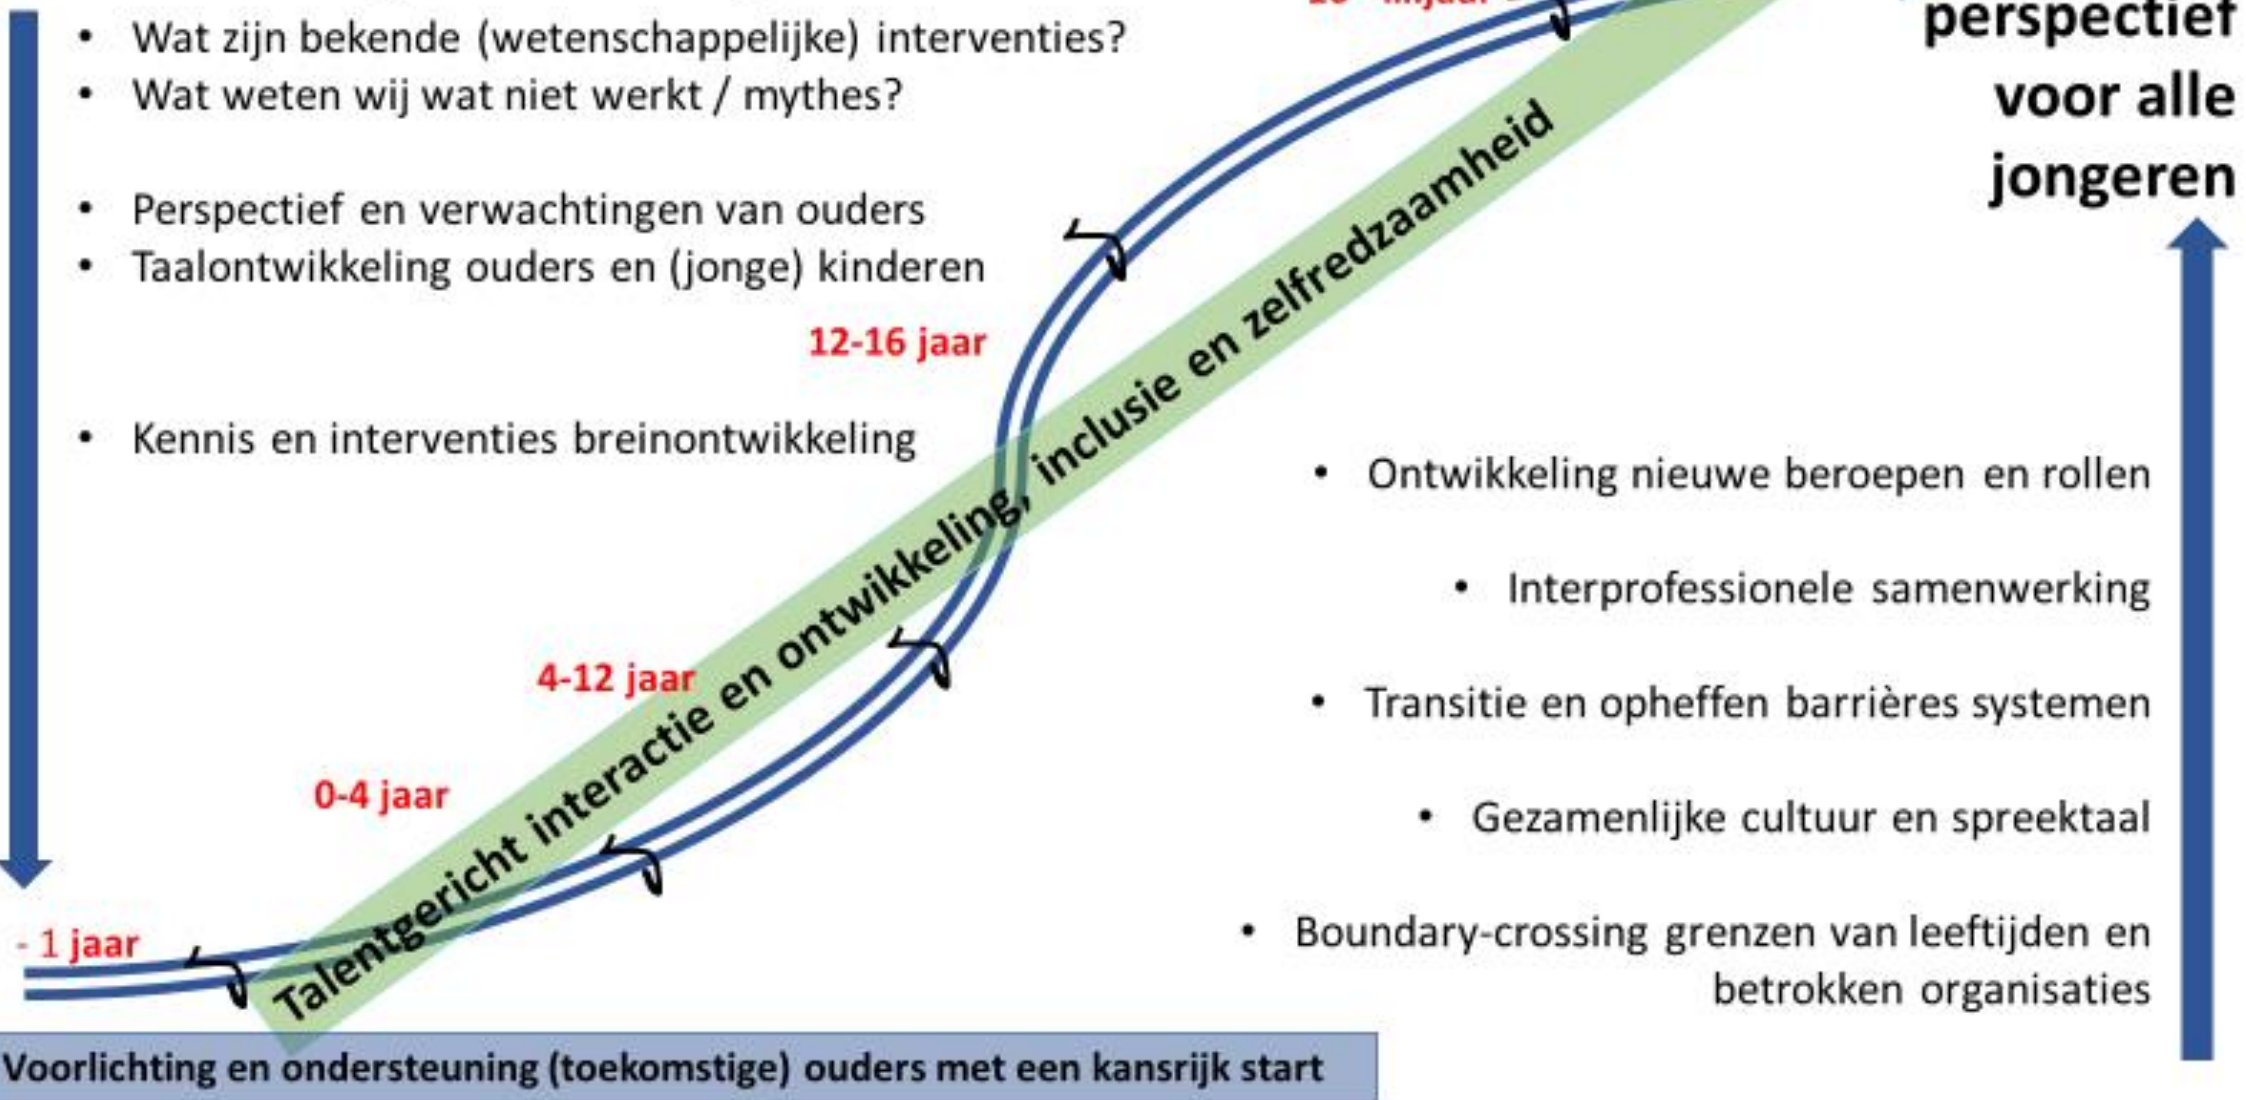 perspectief
voor alle
jongeren
• Wat zijn bekende (wetenschappelijke) interventies?
• Wat weten wij wat niet werkt / mythes?
• Perspectief en verwachtingen van ouders
• Taalontwikkeling ouders en (jonge) kinderen
12-16 jaar
• Kennis en interventies breinontwikkeling
Talentgericht interactie en ontwikkeling, inclusie en zelfredzaamheid
4-12 jaar
0-4 jaar
- 1 jaar
• Ontwikkeling nieuwe beroepen en rollen
• Interprofessionele samenwerking
• Transitie en opheffen barrières systemen
• Gezamenlijke cultuur en spreektaal
• Boundary-crossing grenzen van leeftijden en
betrokken organisaties
Voorlichting en ondersteuning (toekomstige) ouders met een kansrijk start